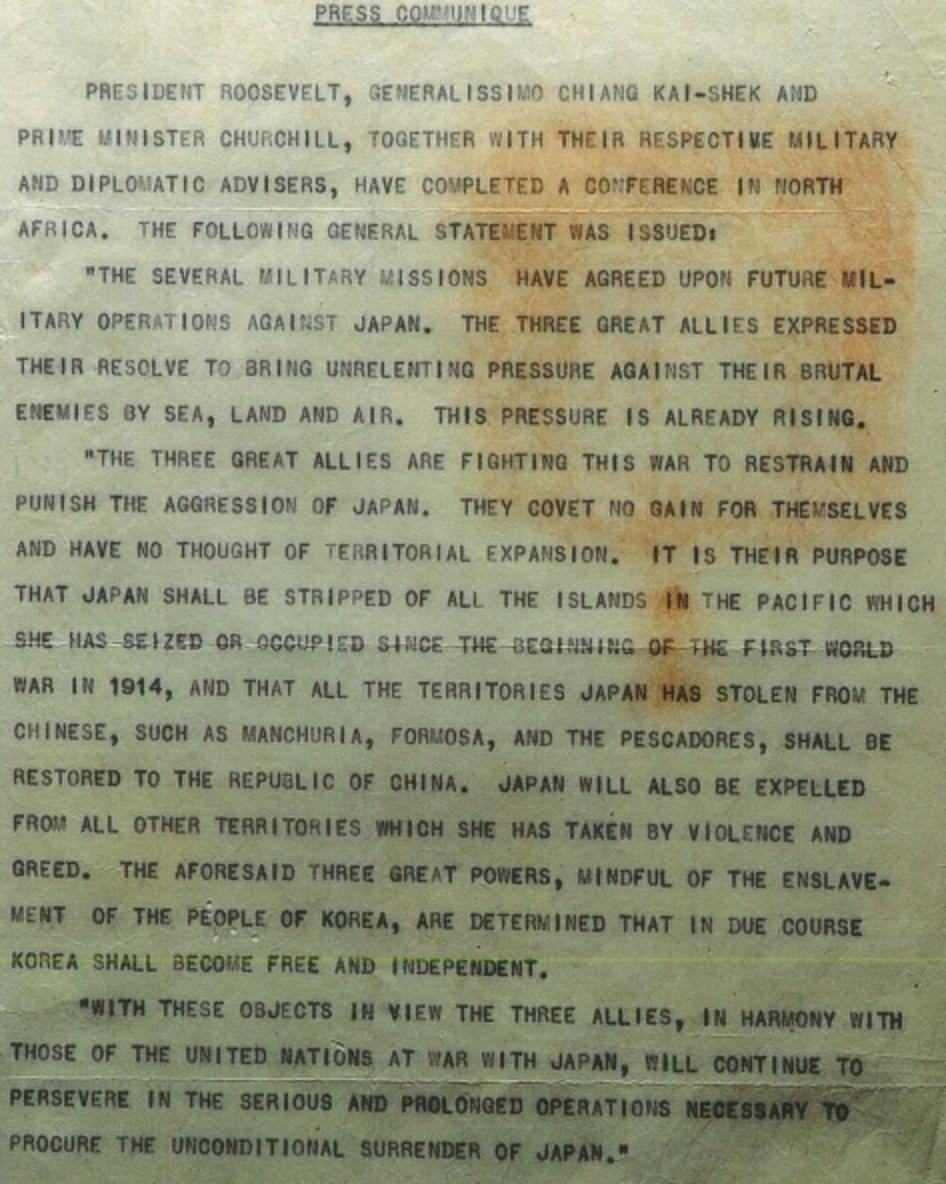 PRESS COMMUNIQUE
PRESIDENT ROOSEVELT, GENERALISSIMO CHIANG KAI-SHEK AND
PRIME MINISTER CHURCHILL, TOGETHER WITH THEIR RESPECTIVE MILITARY
AND DIPLOMATIC ADVISERS, HAVE COMPLETED A CONFERENCE IN NORTH
AFRICA. THE FOLLOWING GENERAL STATEMENT WAS ISSUED:
"THE SEVERAL MILITARY MISSIONS HAVE AGREED UPON FUTURE MIL-
ITARY OPERATIONS AGAINST JAPAN. THE THREE GREAT ALLIES EXPRESSED
THEIR RESOLVE TO BRING UNRELENTING PRESSURE AGAINST THEIR BRUTAL
ENEMIES BY SEA, LAND AND AIR. THIS PRESSURE IS ALREADY RISING.
"THE THREE GREAT ALLIES ARE FIGHTING THIS WAR TO RESTRAIN AND
PUNISH THE AGGRESSION OF JAPAN. THEY COVET NO GAIN FOR THEMSELVES
AND HAVE NO THOUGHT OF TERRITORIAL EXPANSION. IT IS THEIR PURPOSE
THAT JAPAN SHALL BE STRIPPED OF ALL THE ISLANDS IN THE PACIFIC WHICH
SHE HAS SEIZED OR OCCUPIED SINCE THE BEGINNING OF THE FIRST WORLD
WAR IN 1914, AND THAT ALL THE TERRITORIES JAPAN HAS STOLEN FROM THE
CHINESE, SUCH AS MANCHURIA, FORMOSA, AND THE PESCADORES, SHALL BE
RESTORED TO THE REPUBLIC OF CHINA. JAPAN WILL ALSO BE EXPELLED
FROM ALL OTHER TERRITORIES WHICH SHE HAS TAKEN BY VIOLENCE AND
GREED. THE AFORESAID THREE GREAT POWERS, MINDFUL OF THE ENSLAVE-
MENT OF THE PEOPLE OF KOREA, ARE DETERMINED THAT IN DUE COURSE
KOREA SHALL BECOME FREE AND INDEPENDENT.
"WITH THESE OBJECTS IN VIEW THE THREE ALLIES, IN HARMONY WITH
THOSE OF THE UNITED NATIONS AT WAR WITH JAPAN, WILL CONTINUE TO
PERSEVERE IN THE SERIOUS AND PROLONGED OPERATIONS NECESSARY TO
PROCURE THE UNCONDITIONAL SURRENDER OF JAPAN."